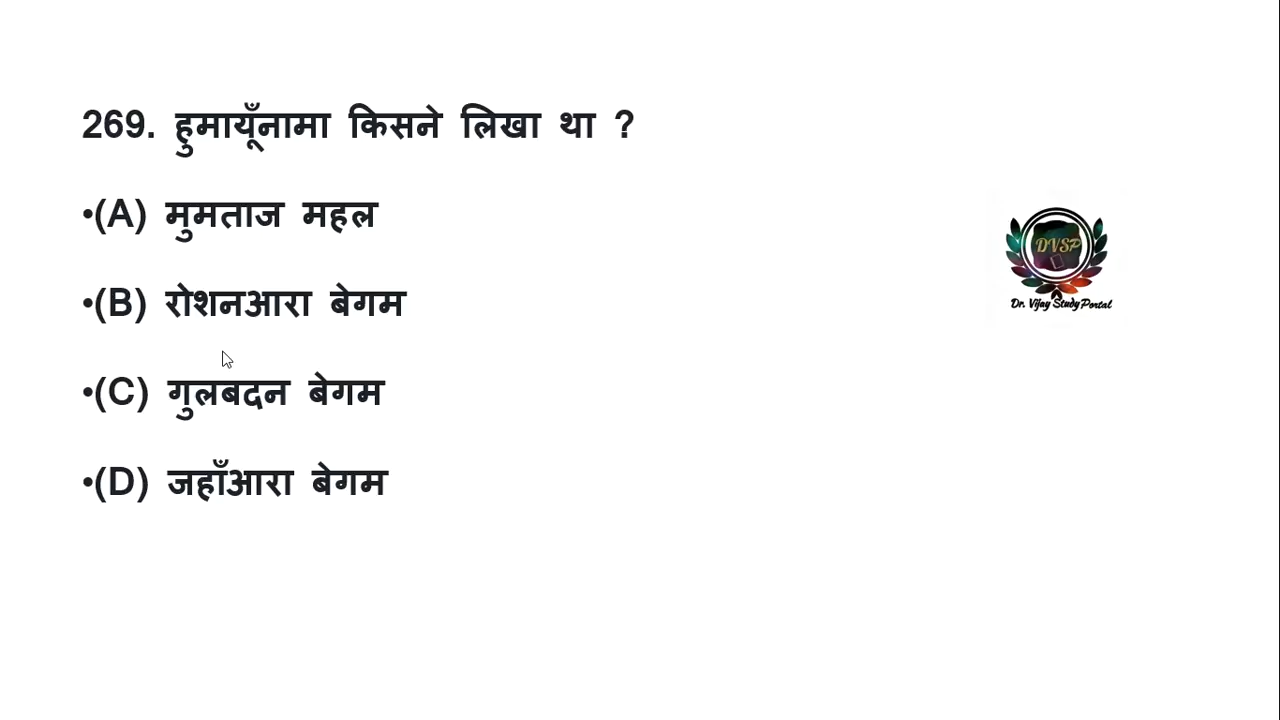 269. हुमायूँनामा किसने लिखा था ?
•(A) मुमताज महल
•(B) रोशनआरा बेगम
•(C) गुलबदन बेगम
•(D) जहाँआरा बेगम
DVSP
Dr. Vijay Study Portal